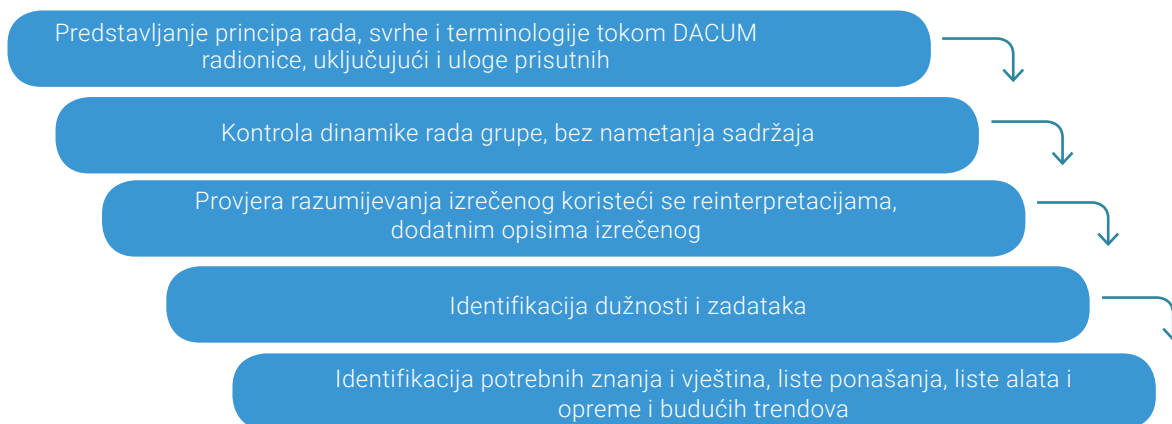 Predstavljanje principa rada, svrhe i terminologije tokom DACUM
radionice, uključujući i uloge prisutnih
Kontrola dinamike rada grupe, bez nametanja sadržaja
Provjera razumijevanja izrečenog koristeći se reinterpretacijama,
dodatnim opisima izrečenog
Identifikacija dužnosti i zadataka
Identifikacija potrebnih znanja i vještina, liste ponašanja, liste alata i
opreme i budućih trendova